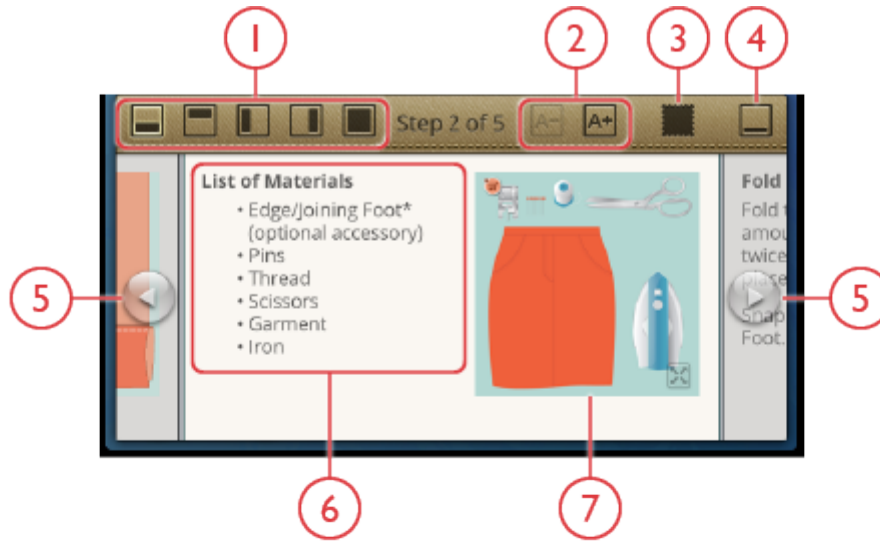 1 2 3 4
Step 2 of 5
A- A+
List of Materials
• Edge/Joining Foot*
(optional accessory)
• Pins
• Thread
• Scissors
• Garment
• Iron
Fold
Fold
amou
twice
place
Snap
Foot.
5 5
6 7